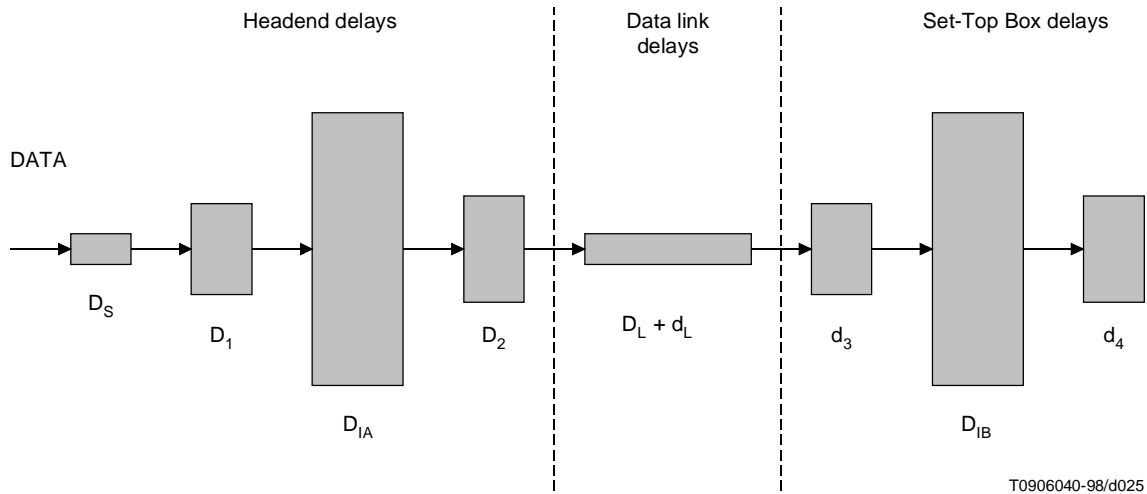 Headend delays
Data link
delays
Set-Top Box delays
DATA
D_S
D_1
D_IA
D_2
D_L + d_L
d_3
D_IB
d_4
T0906040-98/d025